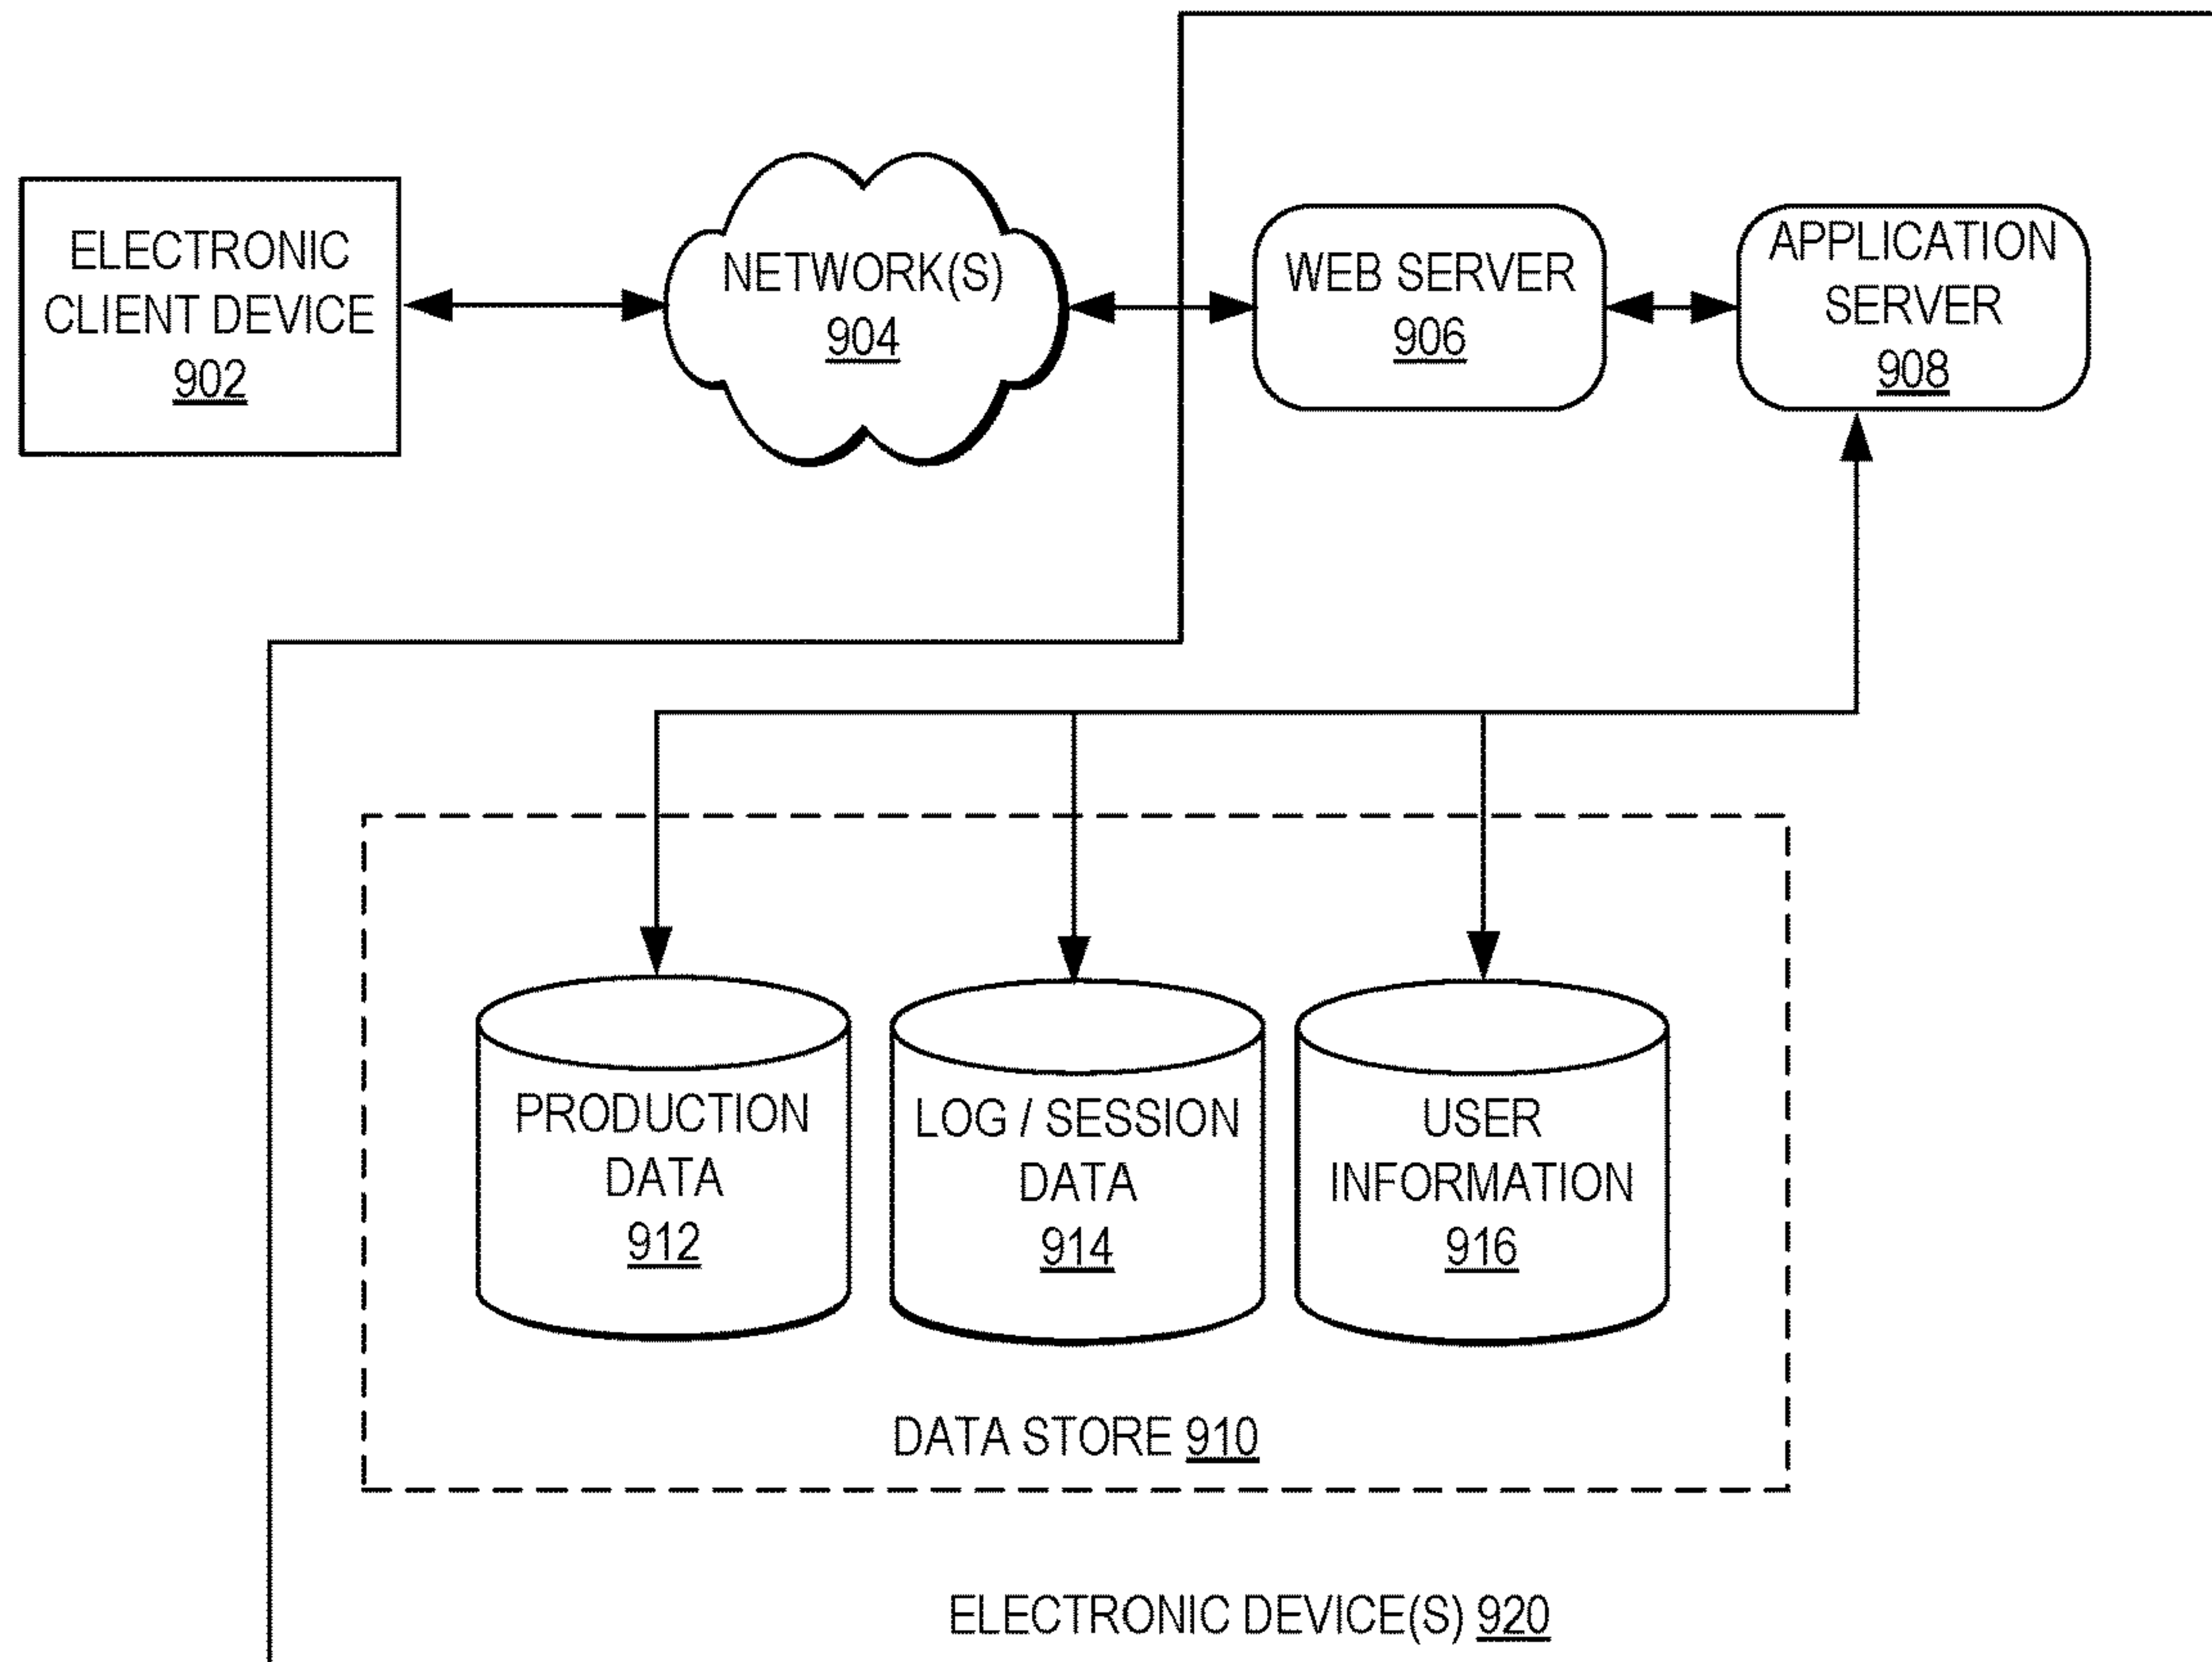 ELECTRONIC
CLIENT DEVICE
902
NETWORK(S)
904
WEB SERVER
906
APPLICATION
SERVER
908
PRODUCTION
DATA
912
LOG / SESSION
DATA
914
USER
INFORMATION
916
DATA STORE 910
ELECTRONIC DEVICE(S) 920